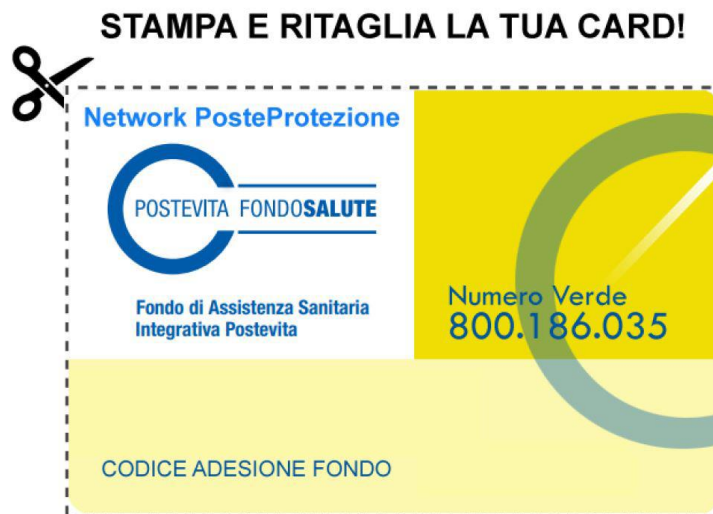 STAMPA E RITAGLIA LA TUA CARD!
Network PosteProtezione
POSTEVITA FONDOSALUTE
Fondo di Assistenza Sanitaria
Integrativa Postevita
Numero Verde
800.186.035
CODICE ADESIONE FONDO